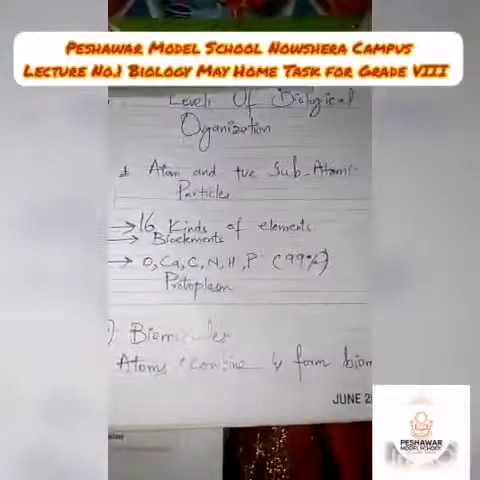 Peshawar Model School Nowshera Campus
Lecture No.1 Biology May Home Task for Grade VIII
Levels Of Biological
Organization
Atom and Sub-Atomic
Particles
→ 16 Kinds of elements
→ Bioelements
→ O, Ca, C, N, H, P (99%)
Protoplasm
Atoms combine form biom
JUNE 2
PESHAWAR
MODEL SCHOOL